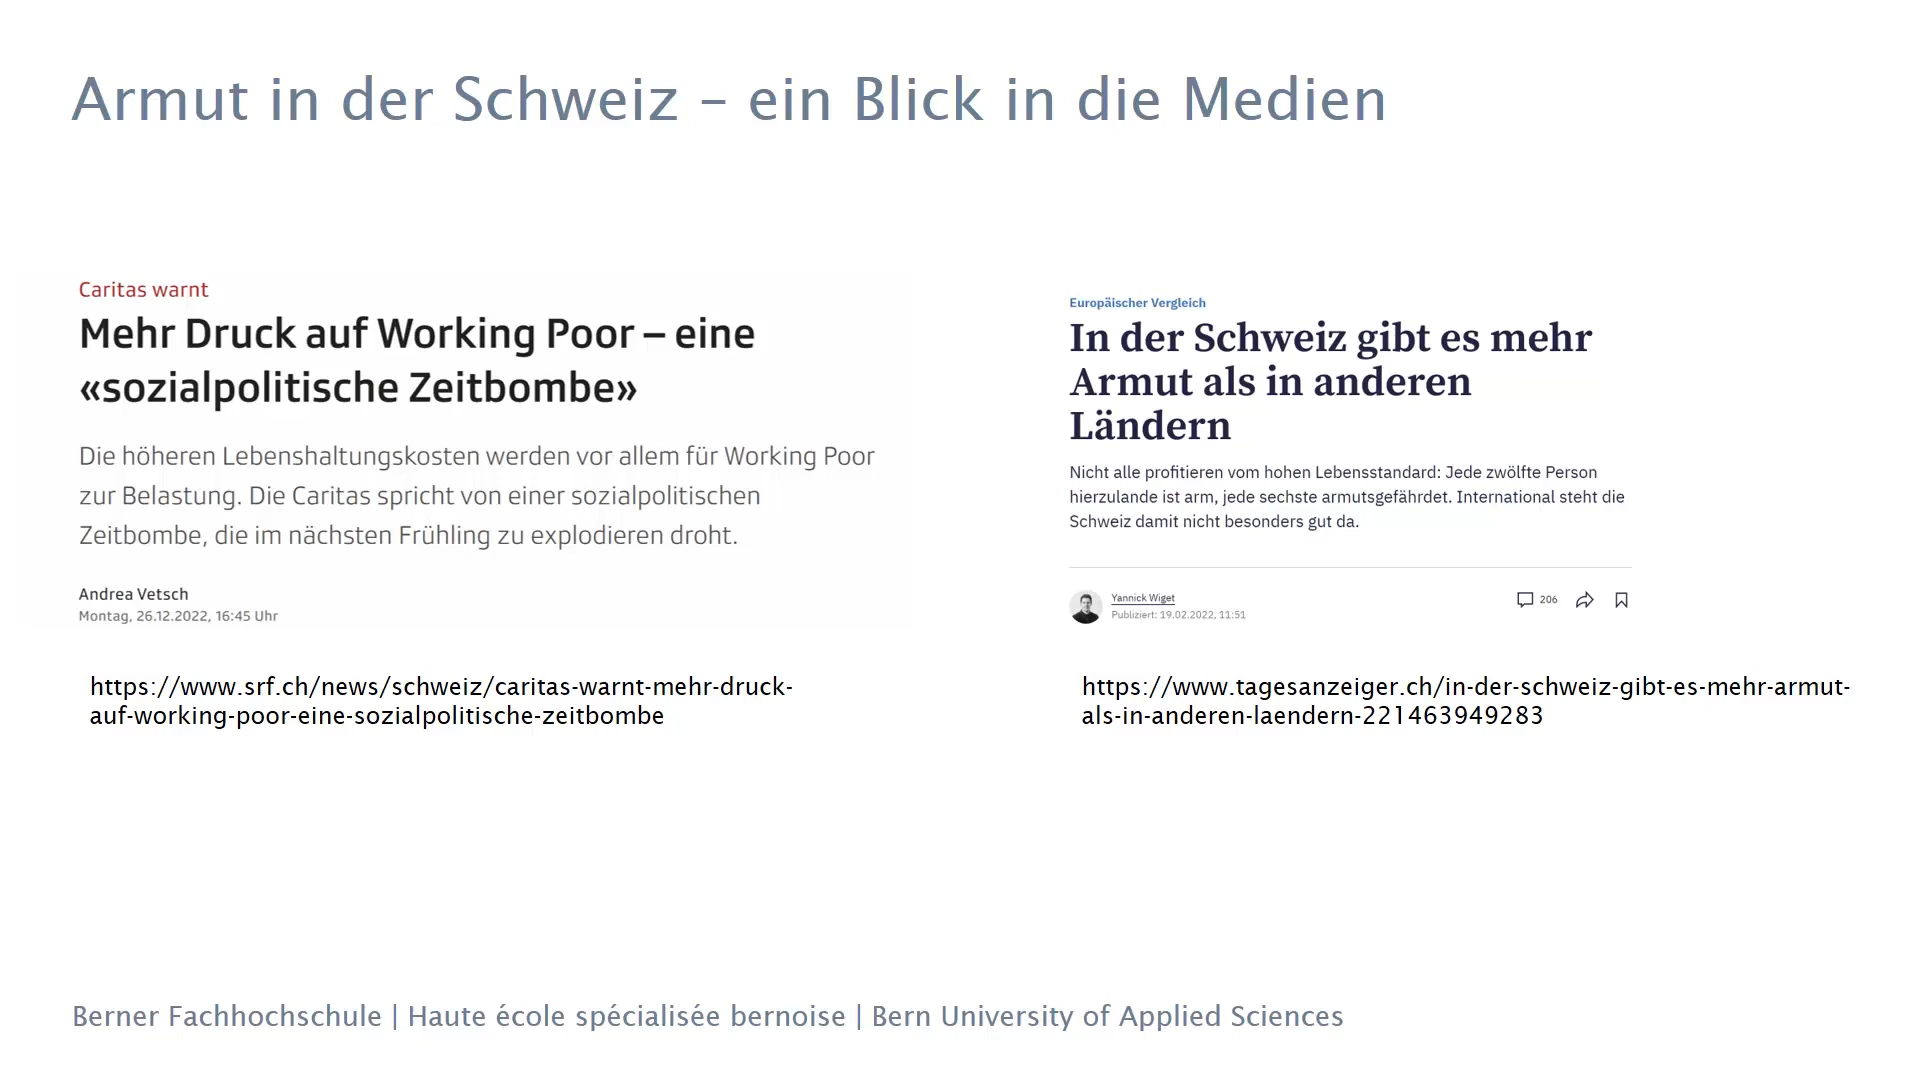 Armut in der Schweiz – ein Blick in die Medien
Caritas warnt
Mehr Druck auf Working Poor – eine
«sozialpolitische Zeitbombe»
Die höheren Lebenshaltungskosten werden vor allem für Working Poor
zur Belastung. Die Caritas spricht von einer sozialpolitischen
Zeitbombe, die im nächsten Frühling zu explodieren droht.
Andrea Vetsch
Montag, 26.12.2022, 16:45 Uhr
https://www.srf.ch/news/schweiz/caritas-warnt-mehr-druck-
auf-working-poor-eine-sozialpolitische-zeitbombe
Europäischer Vergleich
In der Schweiz gibt es mehr
Armut als in anderen
Ländern
Nicht alle profitieren vom hohen Lebensstandard: Jede zwölfte Person
hierzulande ist arm, jede sechste armutsgefährdet. International steht die
Schweiz damit nicht besonders gut da.
Yannick Wiget
Publiziert: 19.02.2022, 11:51
206
https://www.tagesanzeiger.ch/in-der-schweiz-gibt-es-mehr-armut-
als-in-anderen-laendern-221463949283
Berner Fachhochschule | Haute école spécialisée bernoise | Bern University of Applied Sciences